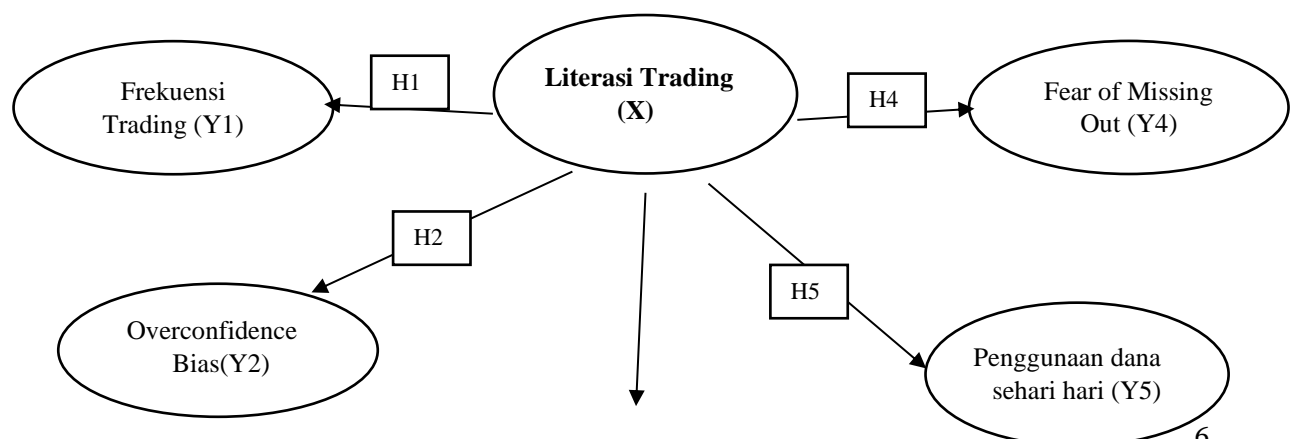 Literasi Trading
(X)
H1
Frekuensi
Trading (Y1)
H4
Fear of Missing
Out (Y4)
H2
Overconfidence
Bias(Y2)
H5
Penggunaan dana
sehari hari (Y5)
6